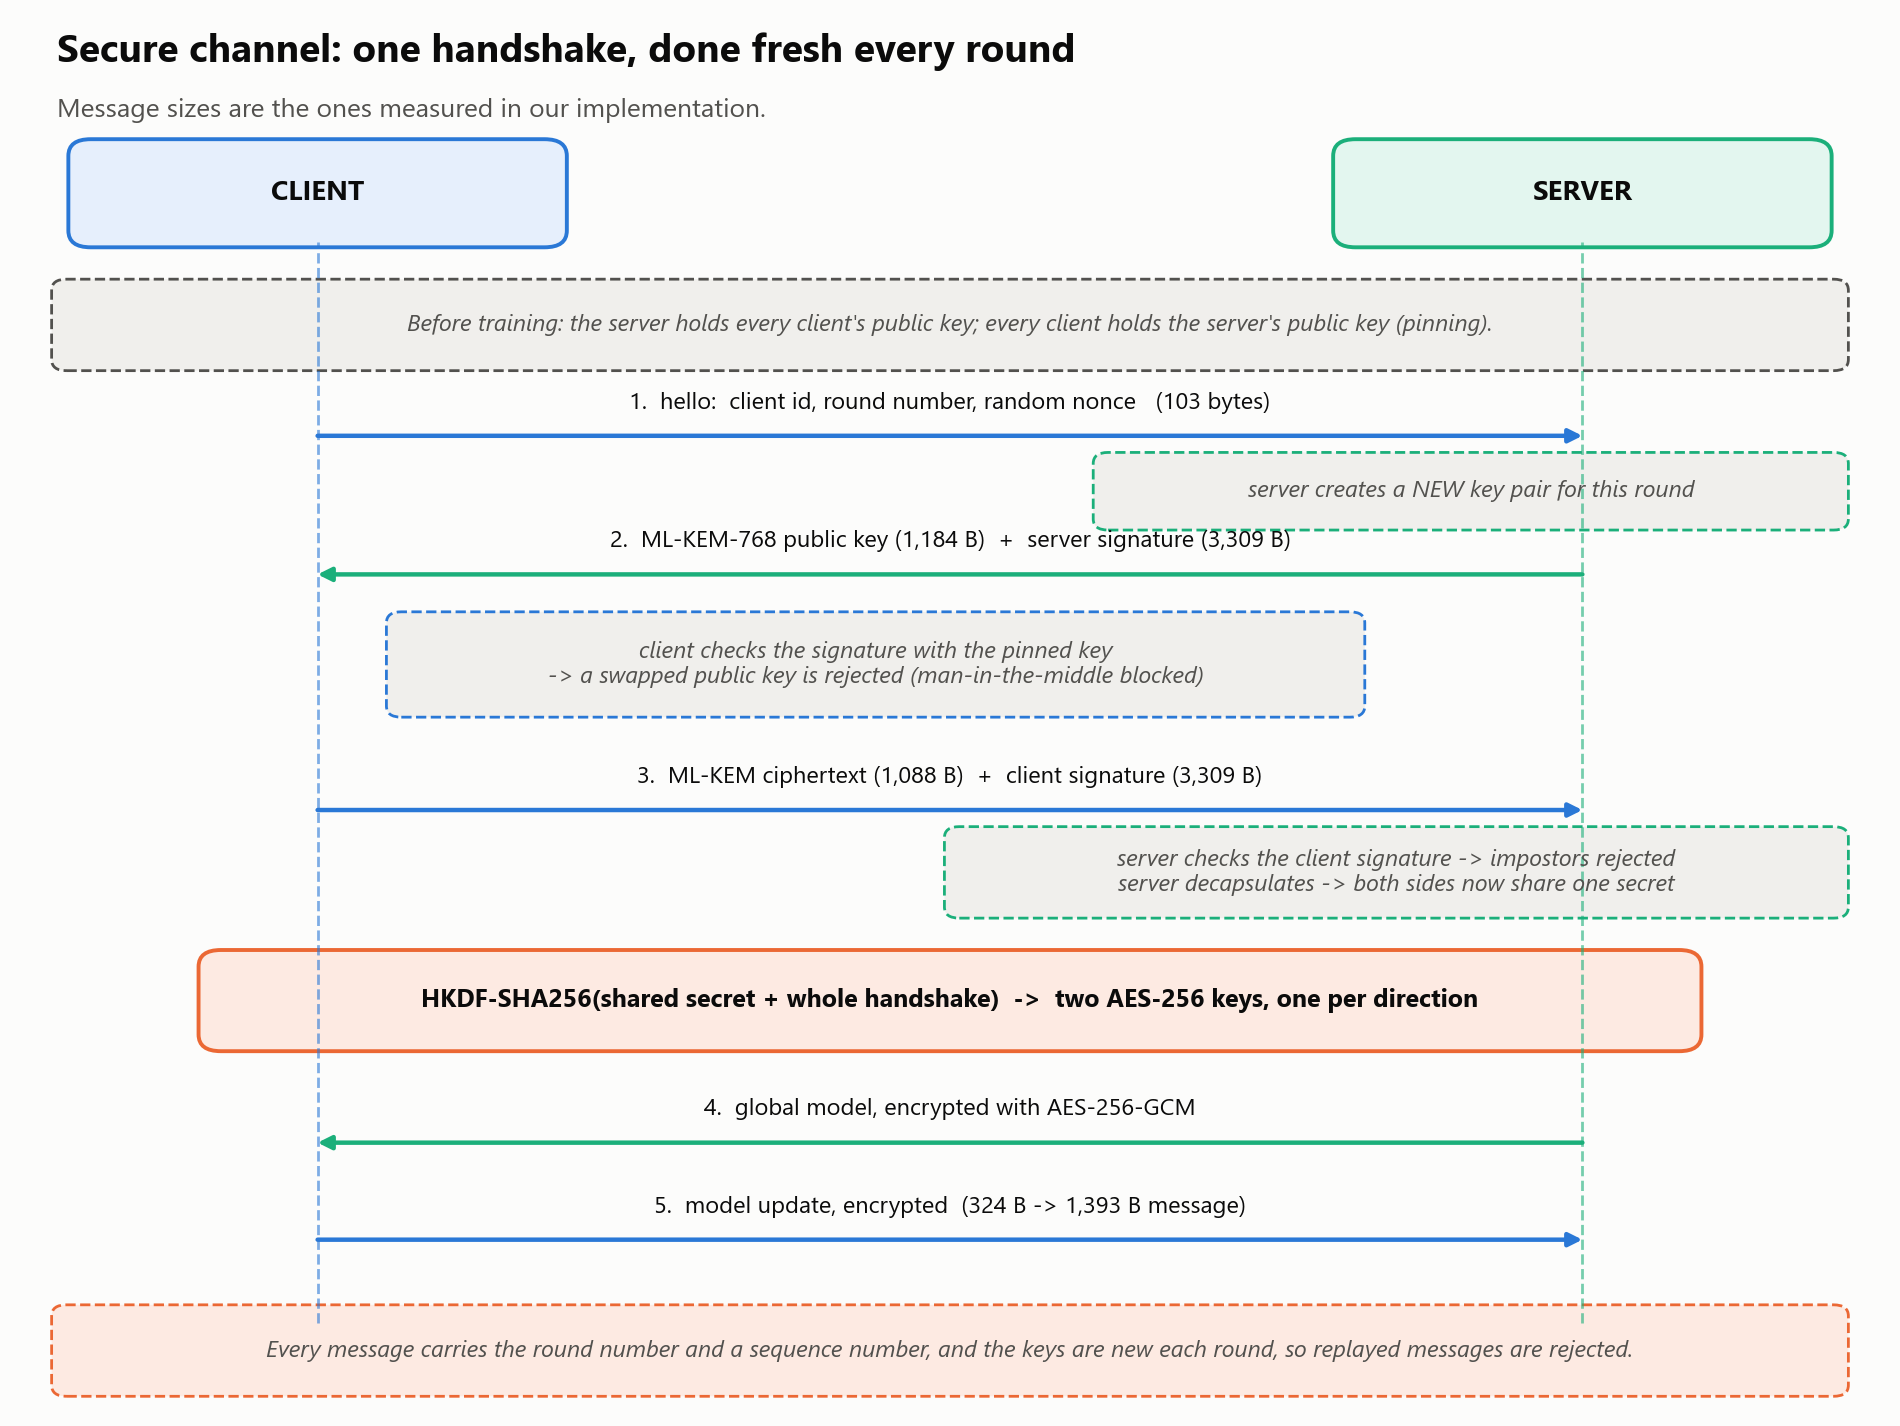 Secure channel: one handshake, done fresh every round
Message sizes are the ones measured in our implementation.
CLIENT
SERVER
Before training: the server holds every client's public key; every client holds the server's public key (pinning).
1. hello: client id, round number, random nonce (103 bytes)
server creates a NEW key pair for this round
2. ML-KEM-768 public key (1,184 B) + server signature (3,309 B)
client checks the signature with the pinned key
-> a swapped public key is rejected (man-in-the-middle blocked)
3. ML-KEM ciphertext (1,088 B) + client signature (3,309 B)
server checks the client signature -> impostors rejected
server decapsulates -> both sides now share one secret
HKDF-SHA256(shared secret + whole handshake) -> two AES-256 keys, one per direction
4. global model, encrypted with AES-256-GCM
5. model update, encrypted (324 B -> 1,393 B message)
Every message carries the round number and a sequence number, and the keys are new each round, so replayed messages are rejected.